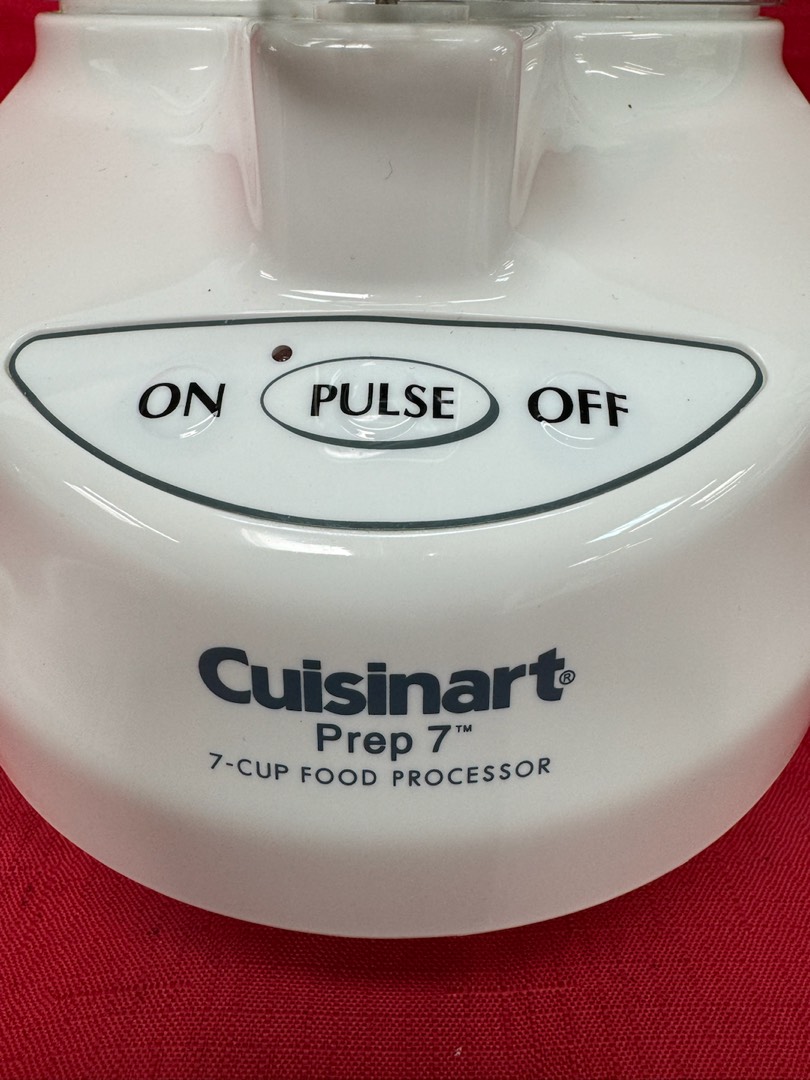 ON PULSE OFF
Cuisinart®
Prep 7™
7-CUP FOOD PROCESSOR